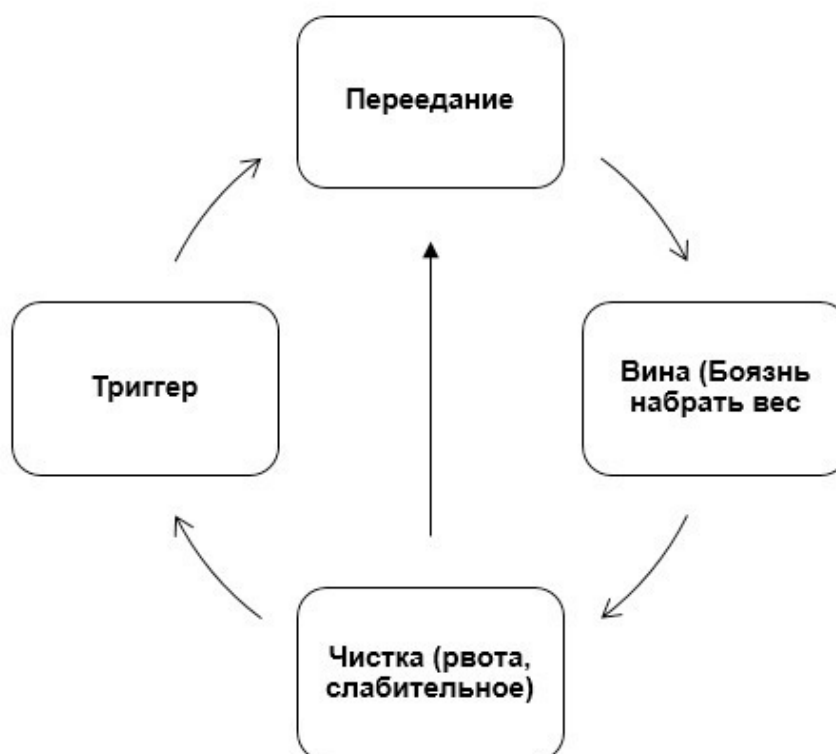 Переедание
Триггер
Вина (Боязнь
набрать вес
Чистка (рвота,
слабительное)